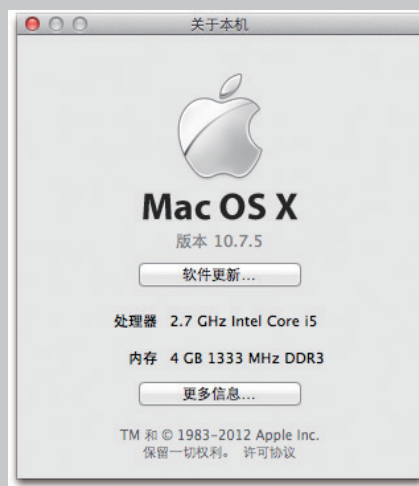 关于本机
Mac OS X
版本 10.7.5
软件更新...
处理器 2.7 GHz Intel Core i5
内存 4 GB 1333 MHz DDR3
更多信息...
TM 和 © 1983-2012 Apple Inc.
保留一切权利。 许可协议